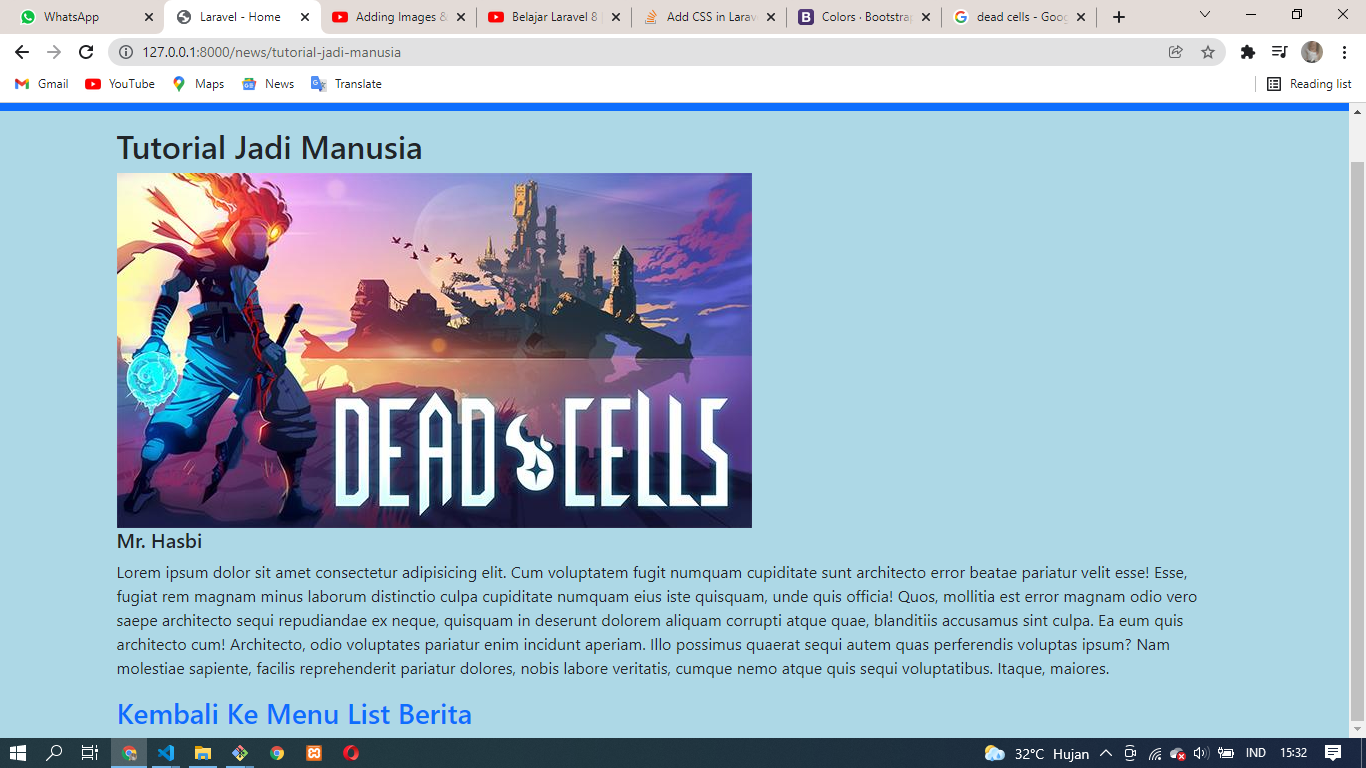 WhatsApp
Laravel - Home
Adding Images &
Belajar Laravel 8 |
Add CSS in Larav
Colors · Bootstrap
dead cells - Goog
127.0.0.1:8000/news/tutorial-jadi-manusia
Gmail
YouTube
Maps
News
Translate
Reading list
Tutorial Jadi Manusia
DEAD CELLS
Mr. Hasbi
Lorem ipsum dolor sit amet consectetur adipisicing elit. Cum voluptatem fugit numquam cupiditate sunt architecto error beatae pariatur velit esse! Esse,
fugiat rem magnam minus laborum distinctio culpa cupiditate numquam eius iste quisquam, unde quis officia! Quos, mollitia est error magnam odio vero
saepe architecto sequi repudiandae ex neque, quisquam in deserunt dolorem aliquam corrupti atque quae, blanditiis accusamus sint culpa. Ea eum quis
architecto cum! Architecto, odio voluptates pariatur enim incidunt aperiam. Illo possimus quaerat sequi autem quas perferendis voluptas ipsum? Nam
molestiae sapiente, facilis reprehenderit pariatur dolores, nobis labore veritatis, cumque nemo atque quis sequi voluptatibus. Itaque, maiores.
Kembali Ke Menu List Berita
32°C Hujan
IND
15:32